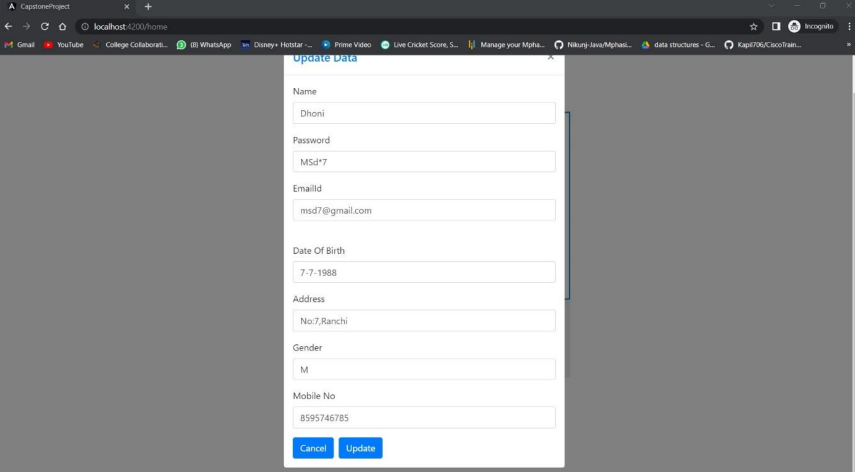 CapstoneProject
localhost:4200/home
Incognito
Gmail YouTube College Collaborati... (8) WhatsApp Disney+ Hotstar -... Prime Video Live Cricket Score, S... Manage your Mpha... Nikunj-Java/Mphasi... data structures - G... Kapil706/CiscoTrain... »
Update Data ×
Name
Dhoni
Password
MSd*7
EmailId
msd7@gmail.com
Date Of Birth
7-7-1988
Address
No:7,Ranchi
Gender
M
Mobile No
8595746785
Cancel Update